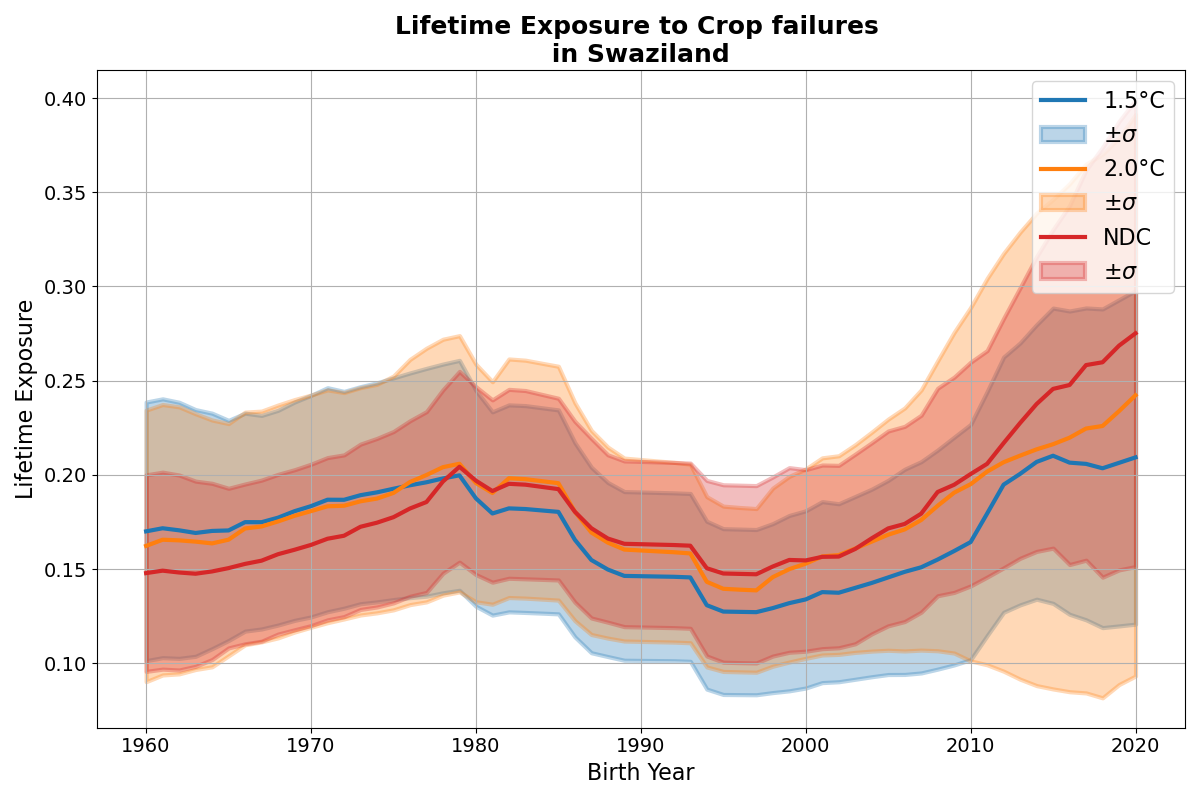 Lifetime Exposure to Crop failures
in Swaziland
Lifetime Exposure
0.40
0.35
0.30
0.25
0.20
0.15
0.10
1960
1970
1980
1990
2000
2010
2020
Birth Year
1.5°C
±σ
2.0°C
±σ
NDC
±σ